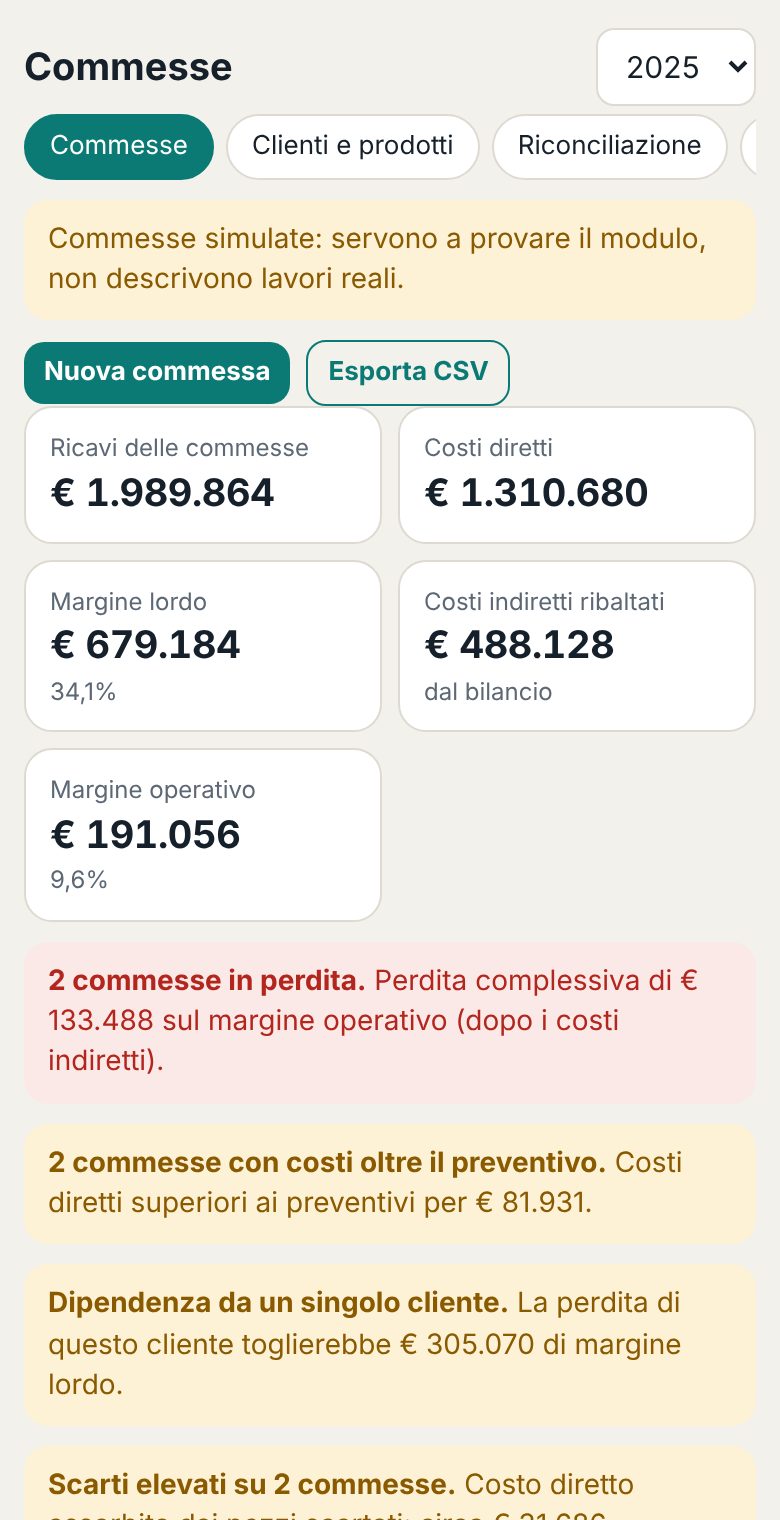 Commesse
2025
Commesse
Clienti e prodotti
Riconciliazione
Commesse simulate: servono a provare il modulo,
non descrivono lavori reali.
Nuova commessa
Esporta CSV
Ricavi delle commesse
€ 1.989.864
Costi diretti
€ 1.310.680
Margine lordo
€ 679.184
34,1%
Costi indiretti ribaltati
€ 488.128
dal bilancio
Margine operativo
€ 191.056
9,6%
2 commesse in perdita. Perdita complessiva di €
133.488 sul margine operativo (dopo i costi
indiretti).
2 commesse con costi oltre il preventivo. Costi
diretti superiori ai preventivi per € 81.931.
Dipendenza da un singolo cliente. La perdita di
questo cliente toglierebbe € 305.070 di margine
lordo.
Scarti elevati su 2 commesse. Costo diretto